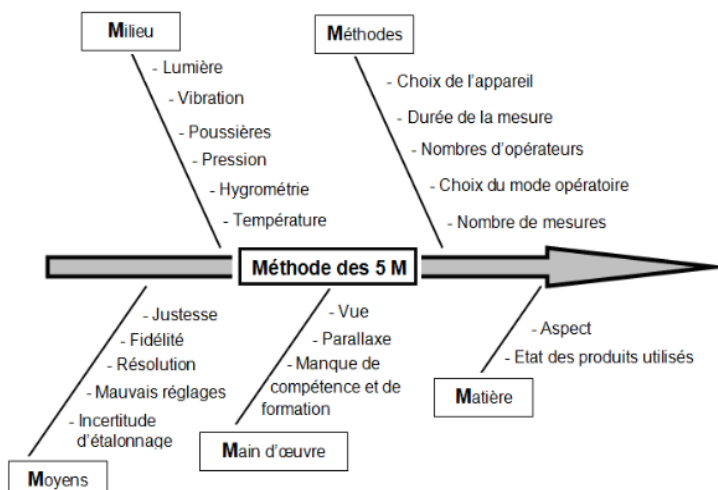 Milieu
- Lumière
- Vibration
- Poussières
- Pression
- Hygrométrie
- Température
Méthodes
- Choix de l'appareil
- Durée de la mesure
- Nombres d'opérateurs
- Choix du mode opératoire
- Nombre de mesures
Méthode des 5 M
- Justesse
- Fidélité
- Résolution
- Mauvais réglages
- Incertitude
d'étalonnage
Moyens
- Vue
- Parallaxe
- Manque de
compétence et de
formation
Main d'œuvre
- Aspect
- Etat des produits utilisés
Matière